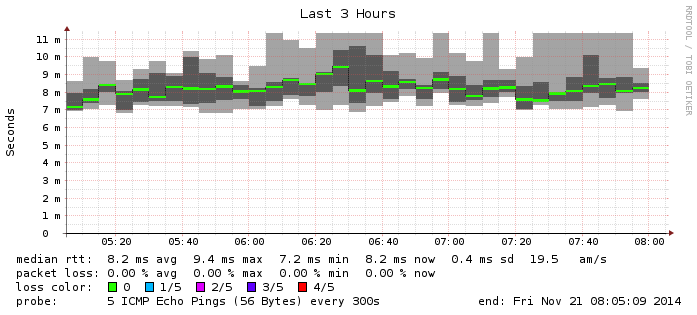 Last 3 Hours
RRDTOOL / TOBI OETIKER
Seconds
11 m
10 m
9 m
8 m
7 m
6 m
5 m
4 m
3 m
2 m
1 m
0
05:20 05:40 06:00 06:20 06:40 07:00 07:20 07:40 08:00
median rtt: 8.2 ms avg 9.4 ms max 7.2 ms min 8.2 ms now 0.4 ms sd 19.5 am/s
packet loss: 0.00 % avg 0.00 % max 0.00 % min 0.00 % now
loss color: 0 1/5 2/5 3/5 4/5
probe: 5 ICMP Echo Pings (56 Bytes) every 300s end: Fri Nov 21 08:05:09 2014